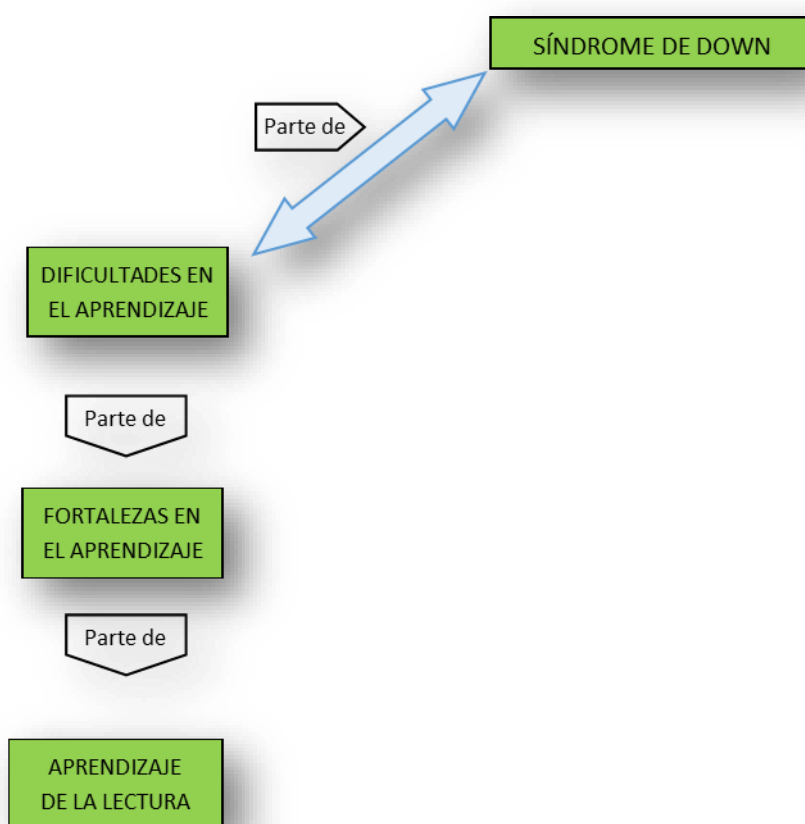 SÍNDROME DE DOWN
Parte de
DIFICULTADES EN
EL APRENDIZAJE
Parte de
FORTALEZAS EN
EL APRENDIZAJE
Parte de
APRENDIZAJE
DE LA LECTURA